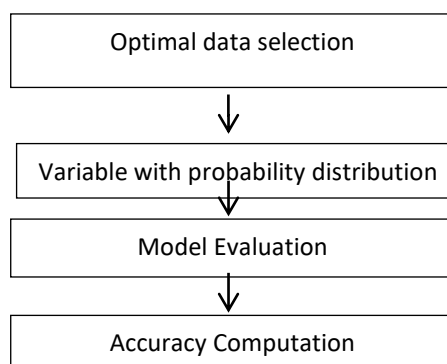 Optimal data selection
Variable with probability distribution
Model Evaluation
Accuracy Computation